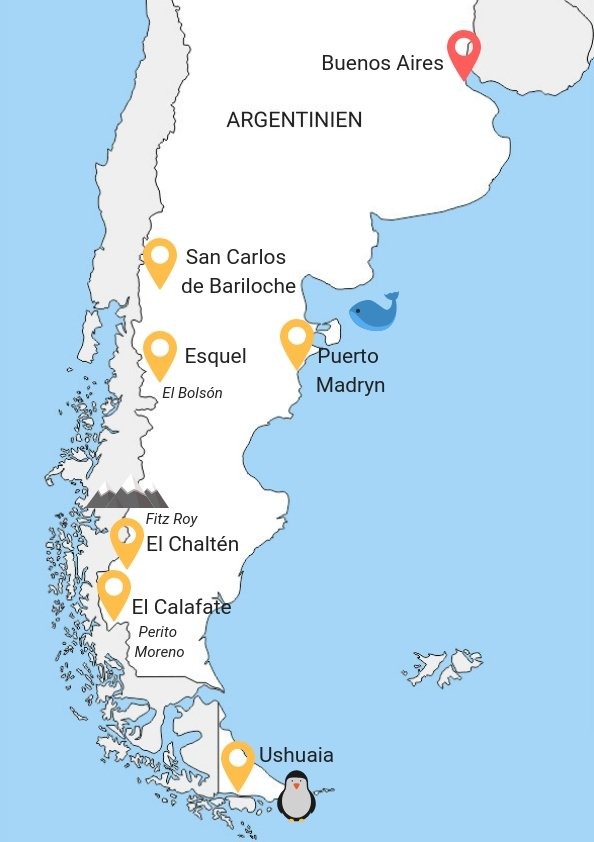 Buenos Aires
ARGENTINIEN
San Carlos
de Bariloche
Esquel
Puerto
Madryn
El Bolsón
Fitz Roy
El Chaltén
El Calafate
Perito
Moreno
Ushuaia